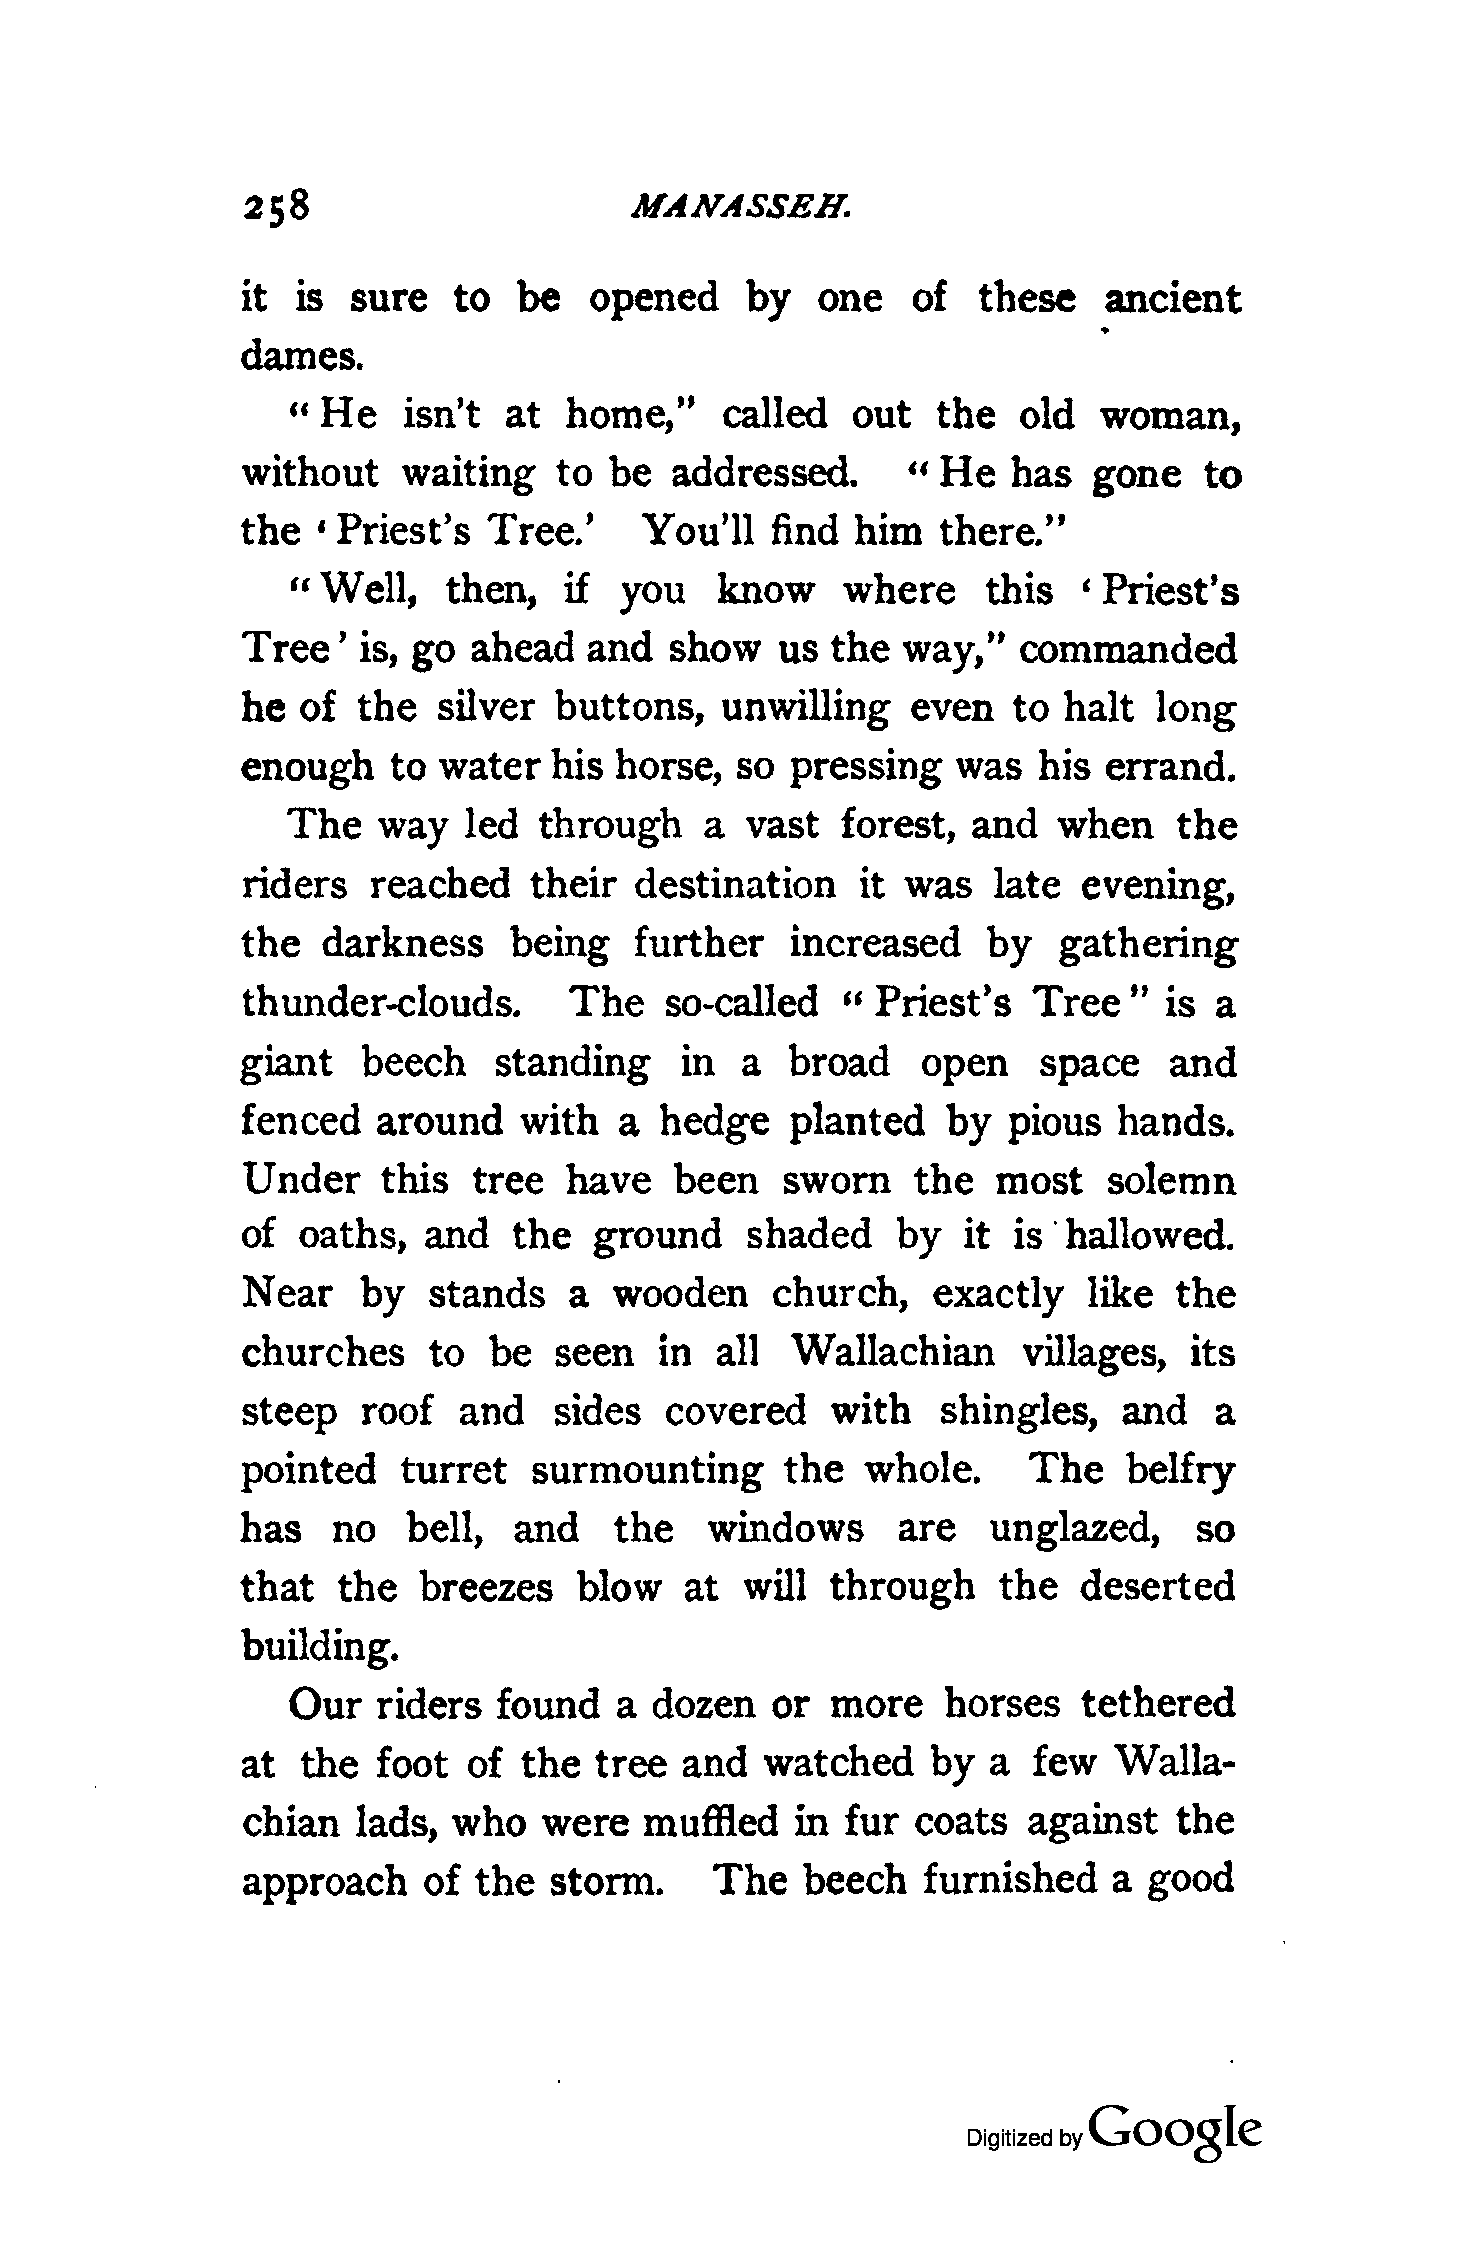 258 MANASSEH.
it is sure to be opened by one of these ancient
dames.
" He isn't at home," called out the old woman,
without waiting to be addressed. " He has gone to
the ' Priest's Tree.' You'll find him there."
" Well, then, if you know where this ' Priest's
Tree ' is, go ahead and show us the way," commanded
he of the silver buttons, unwilling even to halt long
enough to water his horse, so pressing was his errand.
The way led through a vast forest, and when the
riders reached their destination it was late evening,
the darkness being further increased by gathering
thunder-clouds. The so-called " Priest's Tree " is a
giant beech standing in a broad open space and
fenced around with a hedge planted by pious hands.
Under this tree have been sworn the most solemn
of oaths, and the ground shaded by it is hallowed.
Near by stands a wooden church, exactly like the
churches to be seen in all Wallachian villages, its
steep roof and sides covered with shingles, and a
pointed turret surmounting the whole. The belfry
has no bell, and the windows are unglazed, so
that the breezes blow at will through the deserted
building.
Our riders found a dozen or more horses tethered
at the foot of the tree and watched by a few Walla-
chian lads, who were muffled in fur coats against the
approach of the storm. The beech furnished a good
Digitized by Google